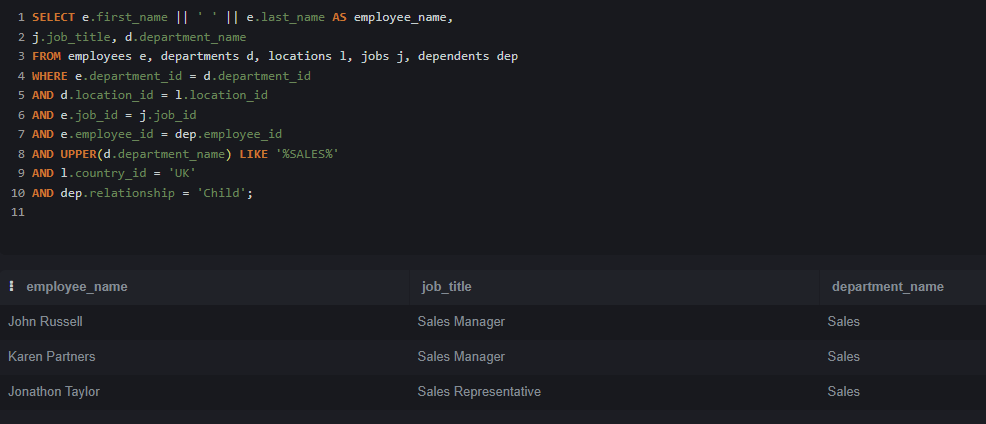 1 SELECT e.first_name || ' ' || e.last_name AS employee_name,
2 j.job_title, d.department_name
3 FROM employees e, departments d, locations l, jobs j, dependents dep
4 WHERE e.department_id = d.department_id
5 AND d.location_id = l.location_id
6 AND e.job_id = j.job_id
7 AND e.employee_id = dep.employee_id
8 AND UPPER(d.department_name) LIKE '%SALES%'
9 AND l.country_id = 'UK'
10 AND dep.relationship = 'Child';
11
employee_name job_title department_name
John Russell Sales Manager Sales
Karen Partners Sales Manager Sales
Jonathon Taylor Sales Representative Sales